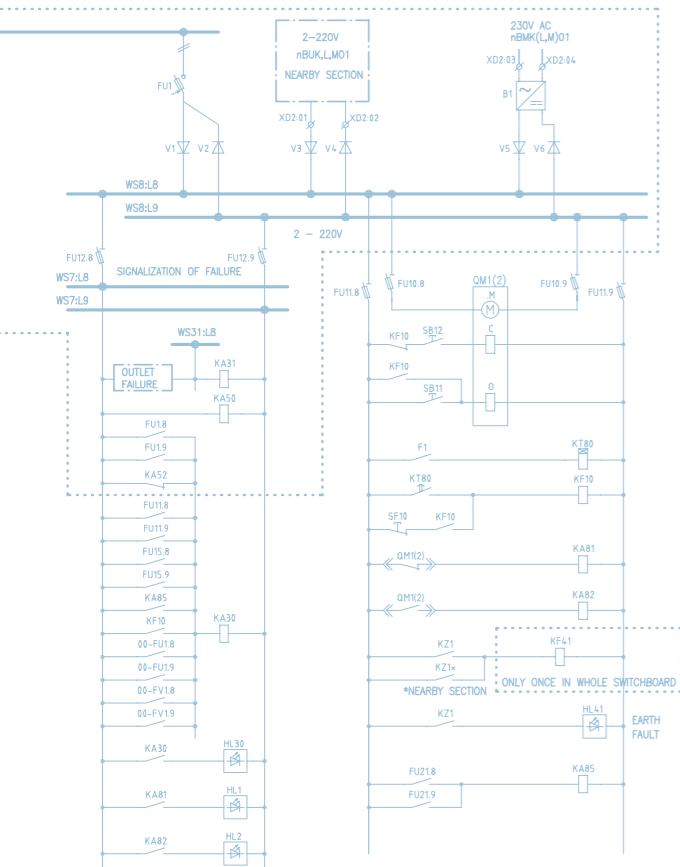 2-220V
nBUK,L,M01
NEARBY SECTION
230V AC
nBMK(L,M)01
XD2:03
XD2:04
FU1
B1
XD2:01
XD2:02
V1
V2
V3
V4
V5
V6
WS8:L8
WS8:L9
2 - 220V
FU12.8
FU12.9
SIGNALIZATION OF FAILURE
WS7:L8
WS7:L9
FU11.8
FU10.8
QM1(2)
FU10.9
FU11.9
.M
M
WS31:L8
KF10
SB12
C
OUTLET
FAILURE
KA31
KF10
SB11
O
KA50
FU1.8
FU1.9
F1
KT80
KA52
KT80
KF10
FU11.8
SF10
KF10
FU11.9
FU15.8
QM1(2)
KA81
FU15.9
KA85
QM1(2)
KA82
KF10
KA30
00-FU1.8
KZ1
KF41
00-FU1.9
KZ1*
ONLY ONCE IN WHOLE SWITCHBOARD
*NEARBY SECTION
00-FV1.8
00-FV1.9
KZ1
HL41
EARTH
FAULT
KA30
HL30
FU21.8
KA85
KA81
HL1
FU21.9
KA82
HL2